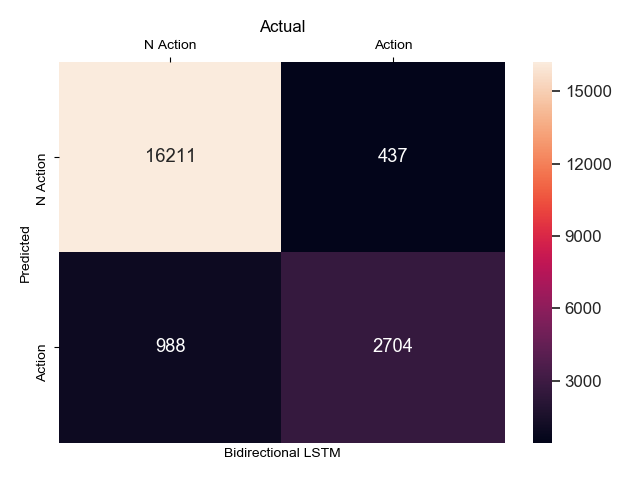 Actual
N Action Action
15000
N Action
16211 437
12000
9000
Predicted
6000
Action
988 2704
3000
Bidirectional LSTM